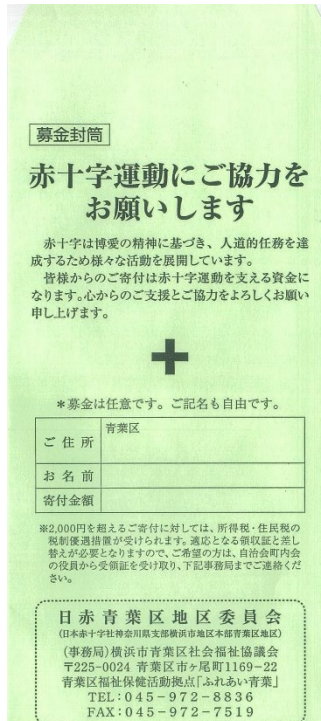 募金封筒
赤十字運動にご協力を
お願いします
赤十字は博愛の精神に基づき、人道的任務を達
成するため様々な活動を展開しています。
皆様からのご寄付は赤十字運動を支える資金に
なります。心からのご支援とご協力をよろしくお願い
申し上げます。
＊募金は任意です。ご記名も自由です。
ご住所 青葉区
お名前
寄付金額
※2,000円を超えるご寄付に対しては、所得税・住民税の
税制優遇措置が受けられます。適応となる領収証と差し
替えが必要となりますので、ご希望の方は、自治会町内会
の役員から受領証を受け取り、下記事務局までご連絡くだ
さい。
日赤青葉区地区委員会
(日本赤十字社神奈川県支部横浜市地区本部青葉区地区)
(事務局)横浜市青葉区社会福祉協議会
〒225-0024 青葉区市ヶ尾町1169-22
青葉区福祉保健活動拠点「ふれあい青葉」
TEL:045-972-8836
FAX:045-972-7519